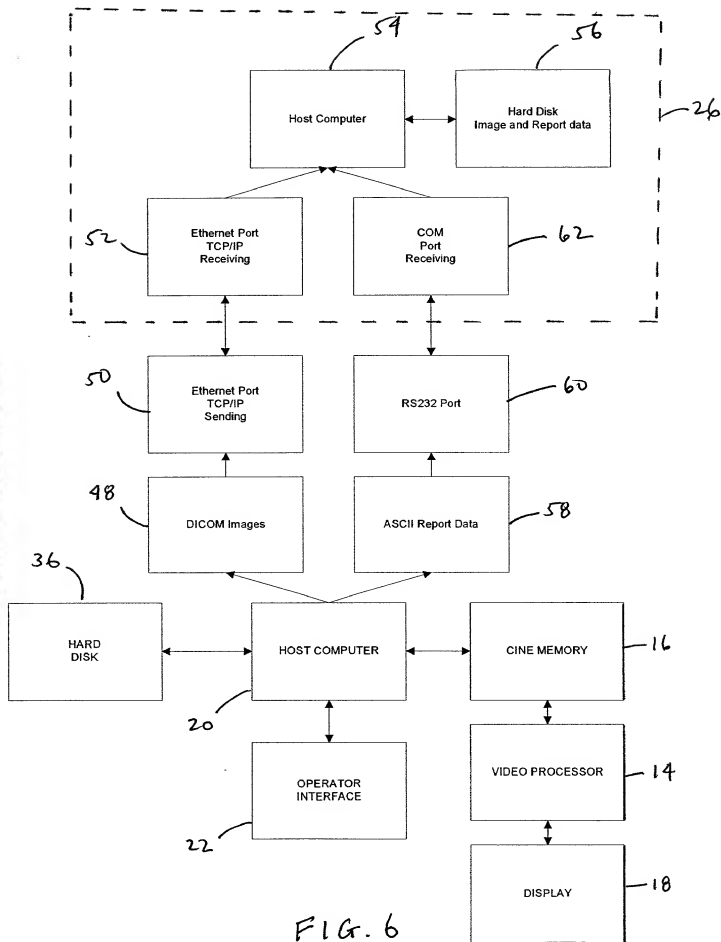 54
56
Host Computer
Hard Disk
Image and Report data
26
52
Ethernet Port
TCP/IP
Receiving
COM
Port
Receiving
62
50
Ethernet Port
TCP/IP
Sending
RS232 Port
60
48
DICOM Images
ASCII Report Data
58
36
HARD
DISK
HOST COMPUTER
CINE MEMORY
16
20
OPERATOR
INTERFACE
VIDEO PROCESSOR
14
22
DISPLAY
18
FIG. 6